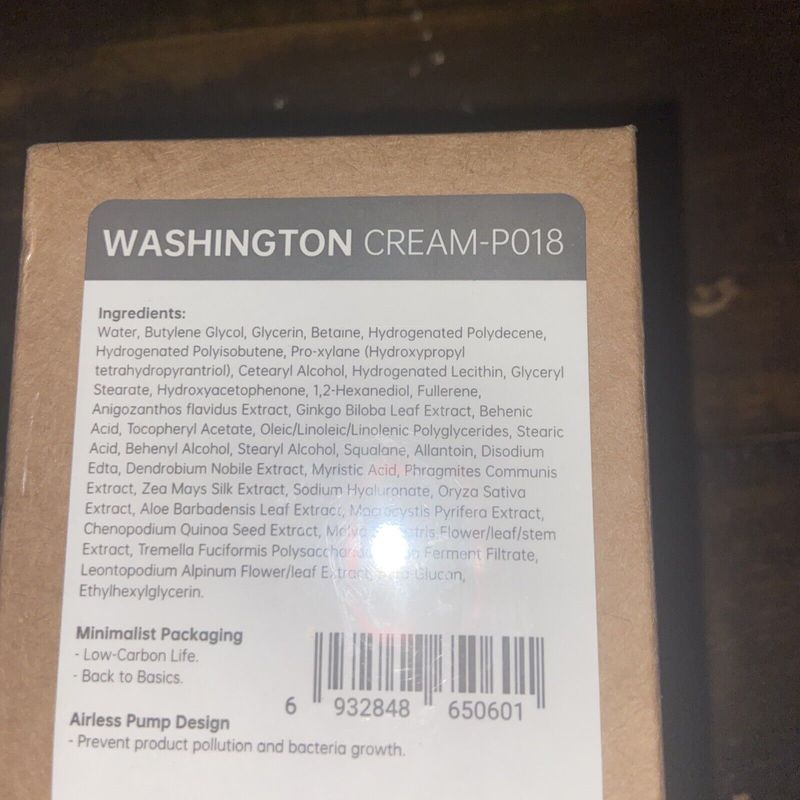 WASHINGTON CREAM-P018
Ingredients:
Water, Butylene Glycol, Glycerin, Betaine, Hydrogenated Polydecene,
Hydrogenated Polyisobutene, Pro-xylane (Hydroxypropyl
tetrahydropyrantriol), Cetearyl Alcohol, Hydrogenated Lecithin, Glyceryl
Stearate, Hydroxyacetophenone, 1,2-Hexanediol, Fullerene,
Anigozanthos flavidus Extract, Ginkgo Biloba Leaf Extract, Behenic
Acid, Tocopheryl Acetate, Oleic/Linoleic/Linolenic Polyglycerides, Stearic
Acid, Behenyl Alcohol, Stearyl Alcohol, Squalane, Allantoin, Disodium
Edta, Dendrobium Nobile Extract, Myristic Acid, Phragmites Communis
Extract, Zea Mays Silk Extract, Sodium Hyaluronate, Oryza Sativa
Extract, Aloe Barbadensis Leaf Extract, Macrocystis Pyrifera Extract,
Chenopodium Quinoa Seed Extract, Flower/leaf/stem
Extract, Tremella Fuciformis Ferment Filtrate,
Leontopodium Alpinum Flower/leaf Extract,
Ethylhexylglycerin.
Minimalist Packaging
- Low-Carbon Life.
- Back to Basics.
6 932848 650601
Airless Pump Design
- Prevent product pollution and bacteria growth.